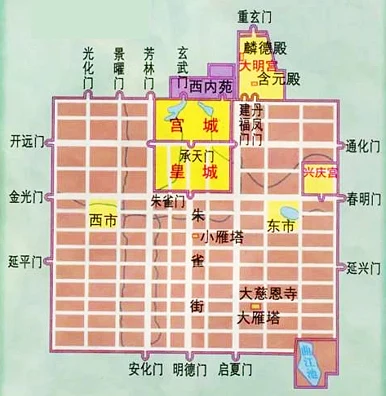 重玄门
光化门
景曜门
芳林门
玄武门
西内苑
麟德殿
大明宫
含元殿
建福门
丹凤门
宫城
承天门
皇城
开远门
通化门
兴庆宫
金光门
朱雀门
春明门
西市
朱雀街
小雁塔
东市
延平门
延兴门
大慈恩寺
大雁塔
曲江池
安化门
明德门
启夏门